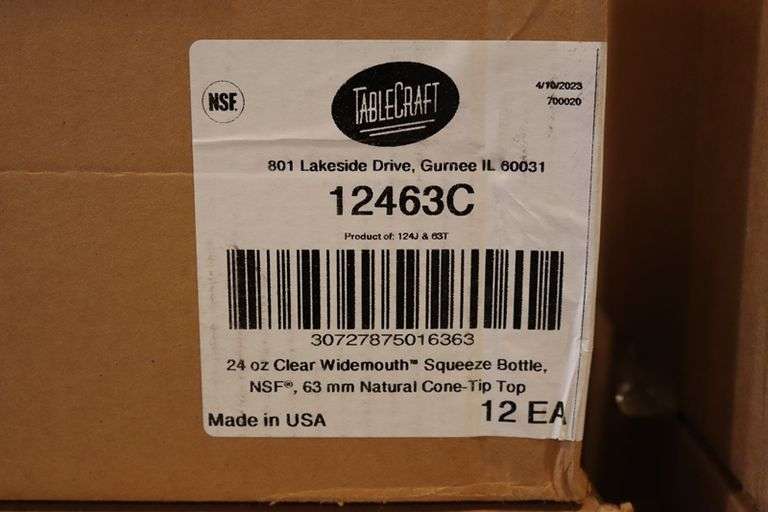 NSF.
TABLECRAFT
4/10/2023
700020
801 Lakeside Drive, Gurnee IL 60031
12463C
Product of: 124J & 63T
30727875016363
24 oz Clear Widemouth™ Squeeze Bottle,
NSF®, 63 mm Natural Cone-Tip Top
Made in USA
12 EA